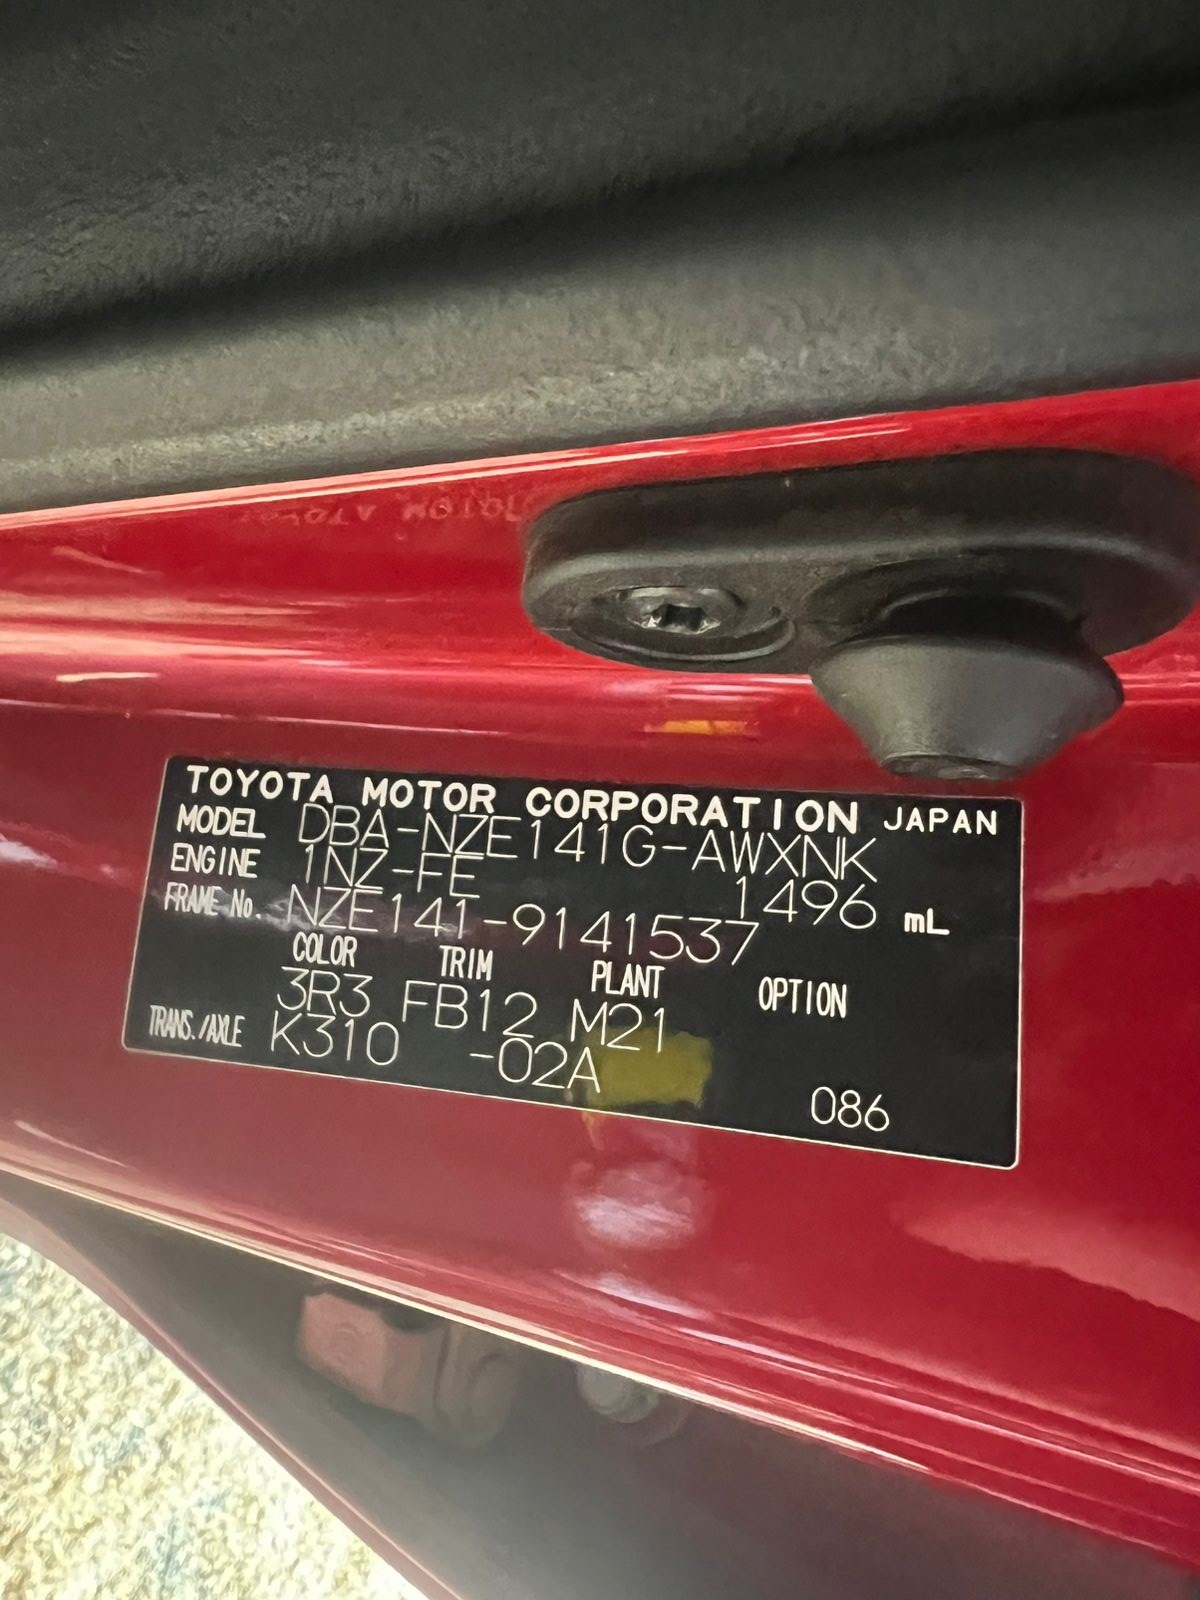 TOYOTA MOTOR CORPORATION JAPAN
MODEL DBA-NZE141G-AWXNK
ENGINE 1NZ-FE 1496 mL
FRAME No. NZE141-9141537
COLOR TRIM PLANT OPTION
3R3 FB12 M21
TRANS./AXLE K310 -02A
086